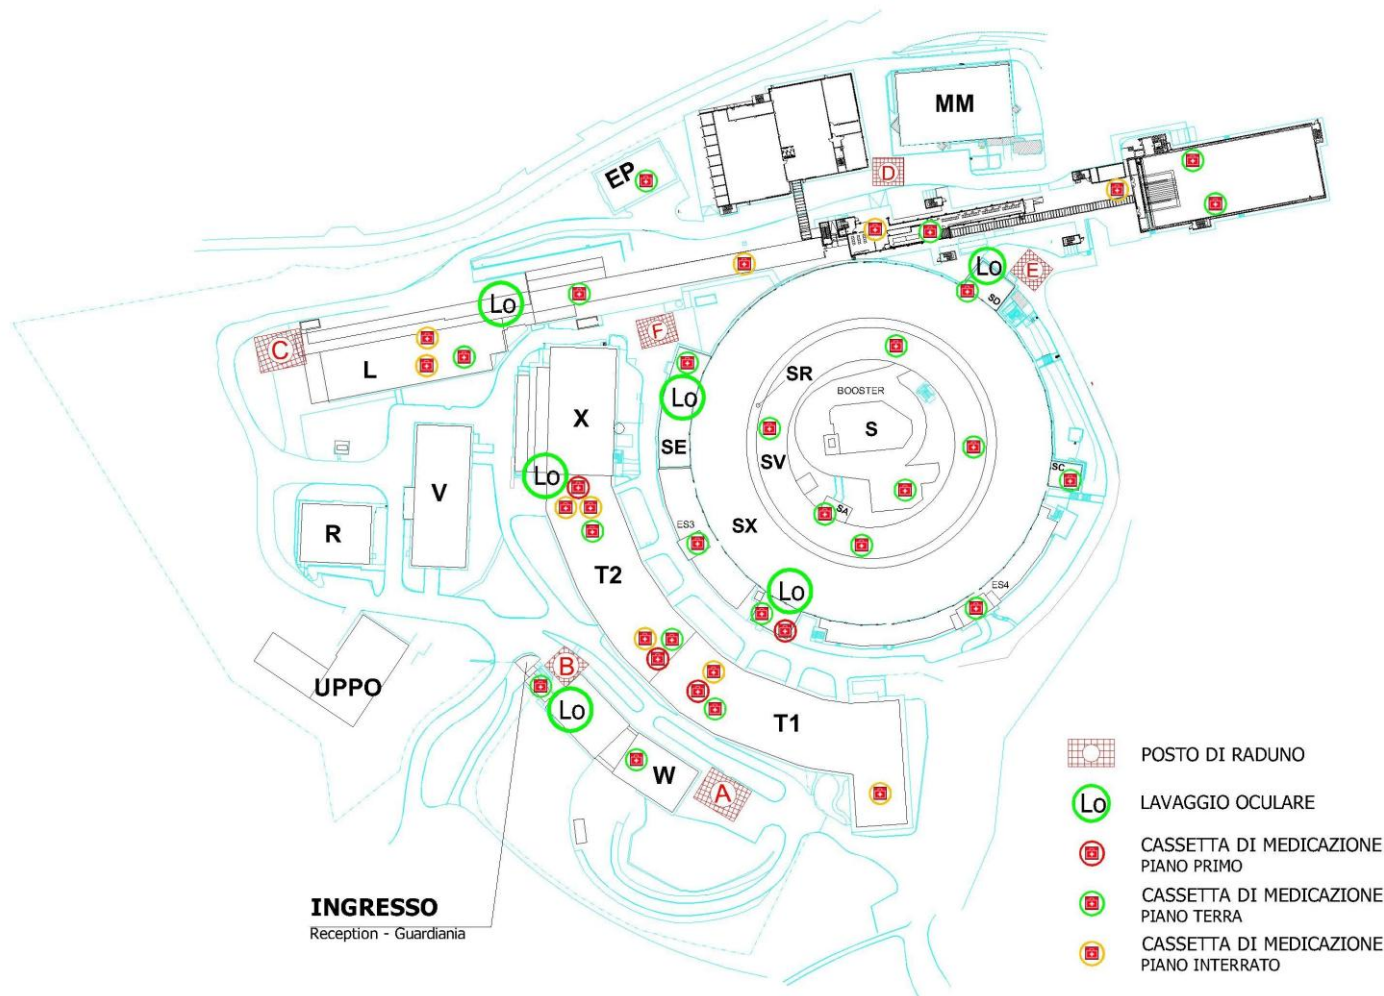 MM
EP
D
Lo
E
SD
Lo
C
F
L
SR
BOOSTER
Lo
X
S
SE
SV
SC
Lo
V
SA
R
ES3
SX
T2
Lo
ES4
B
UPPO
Lo
T1
W
A
INGRESSO
Reception - Guardiania
POSTO DI RADUNO
Lo
LAVAGGIO OCULARE
CASSETTA DI MEDICAZIONE
PIANO PRIMO
CASSETTA DI MEDICAZIONE
PIANO TERRA
CASSETTA DI MEDICAZIONE
PIANO INTERRATO